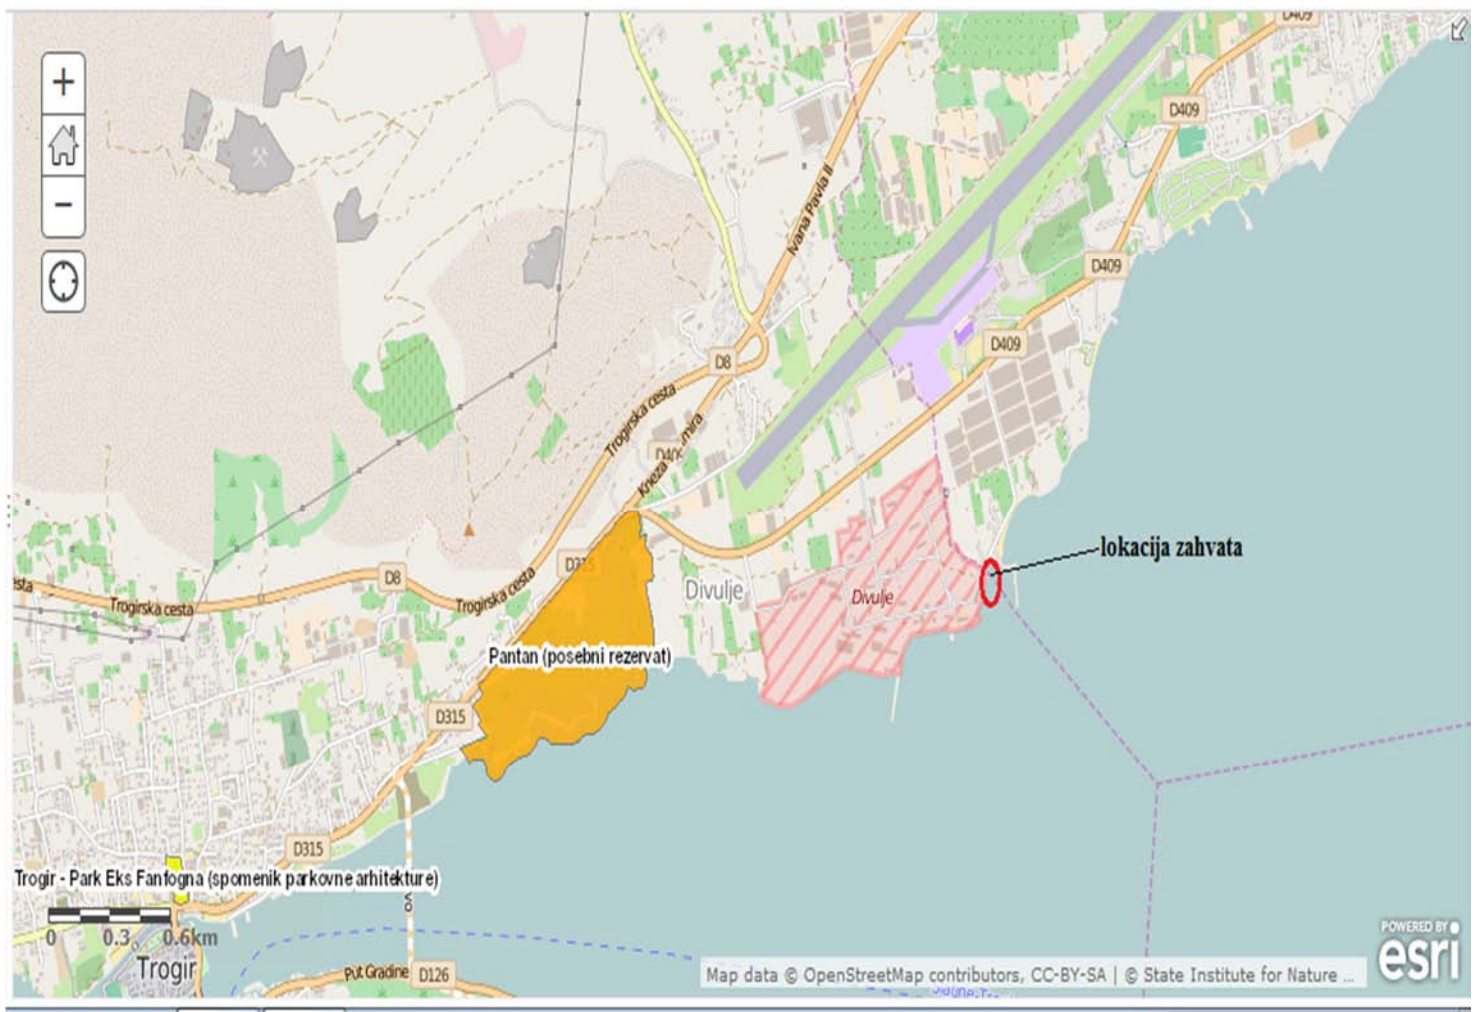 D409
+
−
D409
Ivana Pavla II
D409
D409
D8
Trogirska cesta
Kneza
D315
lokacija zahvata
D8
Trogirska cesta
Trogirska cesta
Divulje
Divulje
Pantan (posebni rezervat)
D315
D315
Trogir - Park Eks Fanfogna (spomenik parkovne arhitekture)
0 0.3 0.6km
Trogir
Put Gradine
D126
Map data © OpenStreetMap contributors, CC-BY-SA | © State Institute for Nature ...
POWERED BY
esri